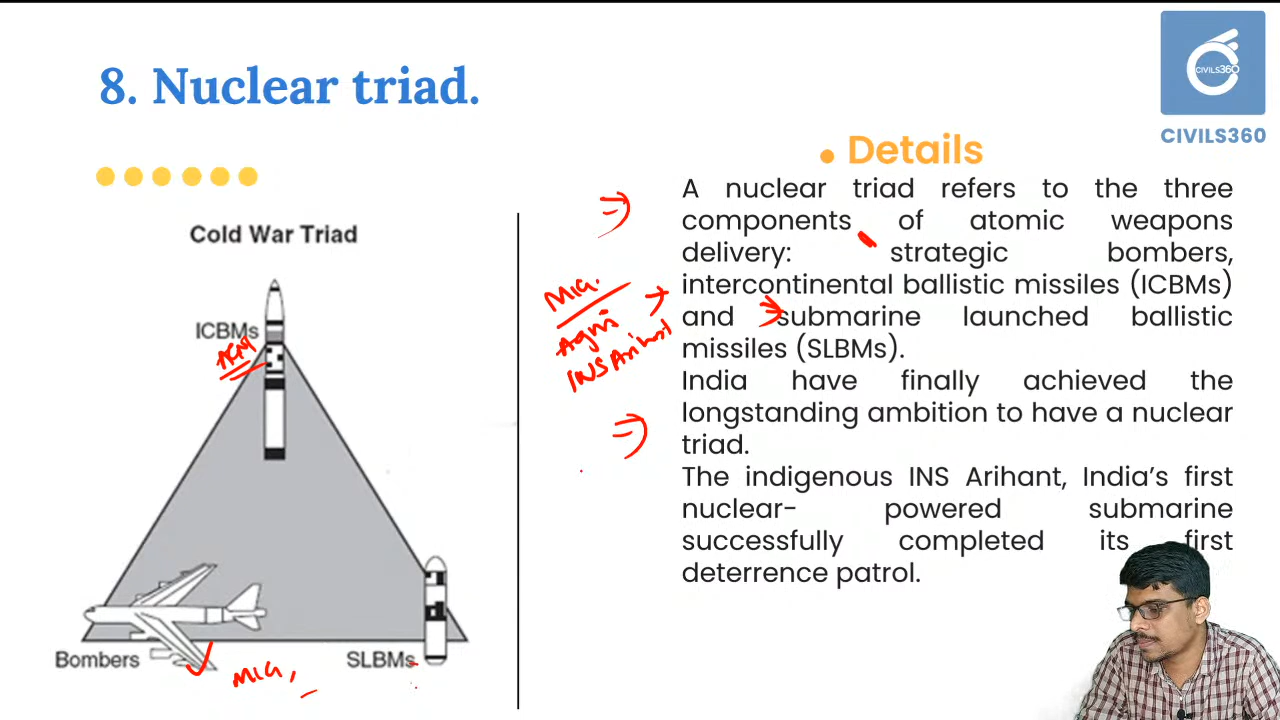 8. Nuclear triad.
CIVILS360
CIVILS360
Cold War Triad
ICBMs
AGNI
Bombers
MIG,
SLBMs
MIG.
Agni
INS Arihant
• Details
A nuclear triad refers to the three
components of atomic weapons
delivery: strategic bombers,
intercontinental ballistic missiles (ICBMs)
and submarine launched ballistic
missiles (SLBMs).
India have finally achieved the
longstanding ambition to have a nuclear
triad.
The indigenous INS Arihant, India’s first
nuclear- powered submarine
successfully completed its first
deterrence patrol.